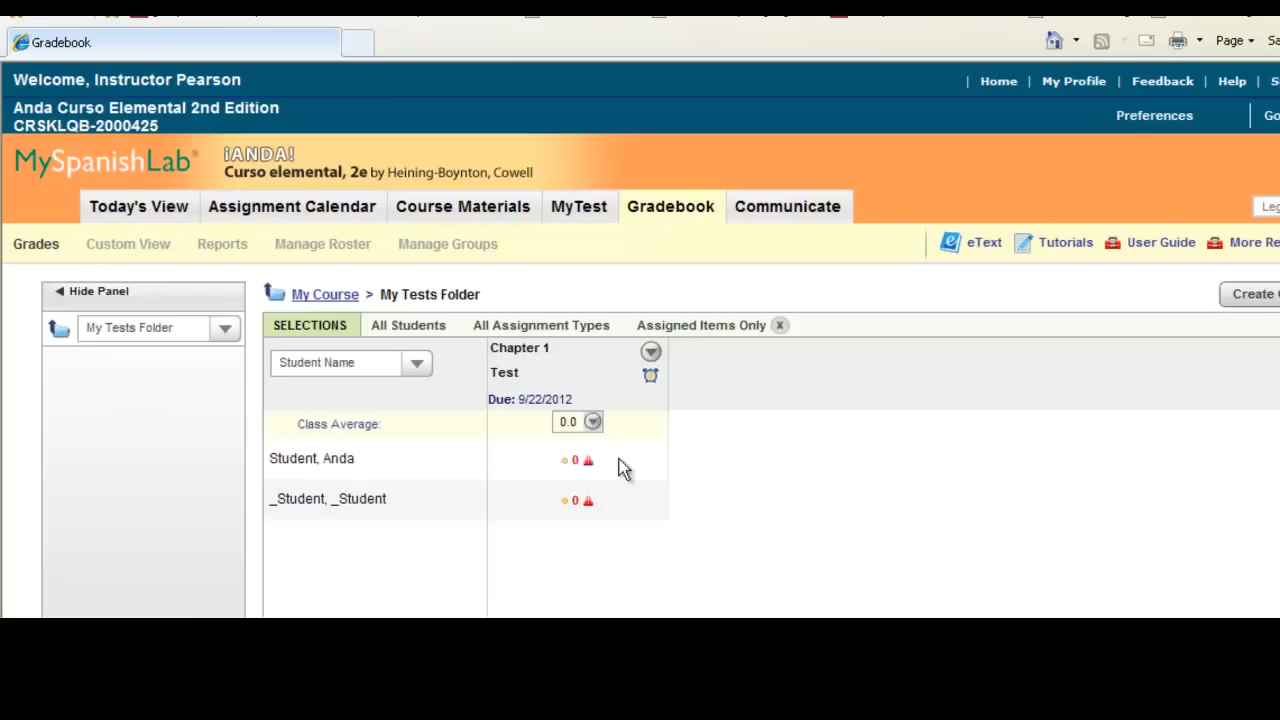 Gradebook
Page
Welcome, Instructor Pearson
Home | My Profile | Feedback | Help
Anda Curso Elemental 2nd Edition
CRSKLQB-2000425
Preferences
MySpanishLab®
¡ANDA!
Curso elemental, 2e by Heining-Boynton, Cowell
Today's View Assignment Calendar Course Materials MyTest Gradebook Communicate
Grades Custom View Reports Manage Roster Manage Groups
eText Tutorials User Guide More Re
Hide Panel
My Course > My Tests Folder
Create
My Tests Folder
SELECTIONS All Students All Assignment Types Assigned Items Only x
Student Name
Chapter 1
Test
Due: 9/22/2012
Class Average: 0.0
Student, Anda 0
_Student, _Student 0